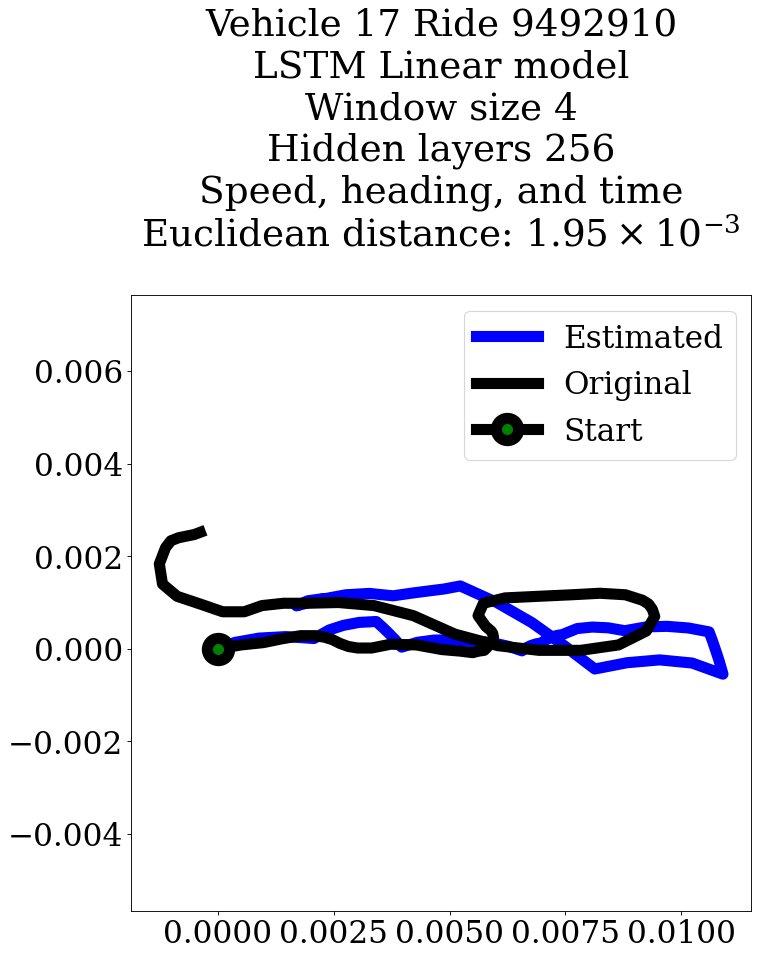 Vehicle 17 Ride 9492910
LSTM Linear model
Window size 4
Hidden layers 256
Speed, heading, and time
Euclidean distance: 1.95 × 10⁻³
Estimated
Original
Start
0.006
0.004
0.002
0.000
−0.002
−0.004
0.0000 0.0025 0.0050 0.0075 0.0100